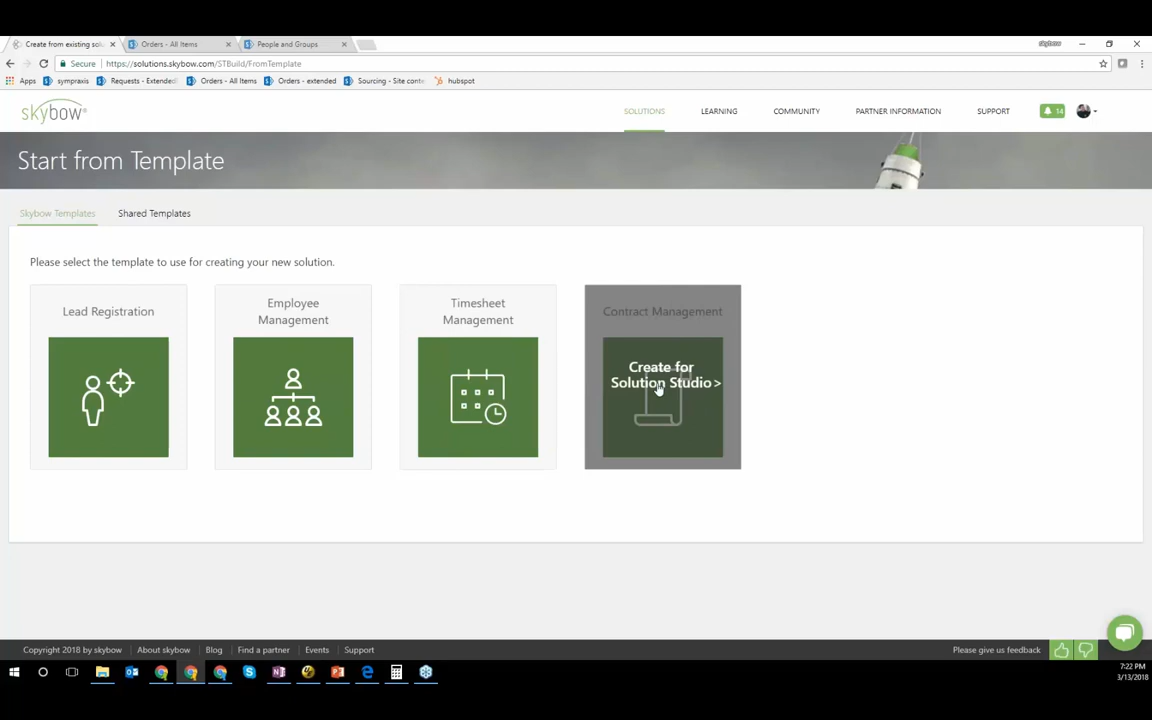 Create from existing solu
Orders - All Items
People and Groups
skybow
Secure
https://solutions.skybow.com/STBuild/FromTemplate
Apps
sympraxis
Requests - Extended
Orders - All Items
Orders - extended
Sourcing - Site conte
hubspot
skybow
SOLUTIONS
LEARNING
COMMUNITY
PARTNER INFORMATION
SUPPORT
14
Start from Template
Skybow Templates
Shared Templates
Please select the template to use for creating your new solution.
Lead Registration
Employee
Management
Timesheet
Management
Contract Management
Create for
Solution Studio >
Copyright 2018 by skybow
About skybow
Blog
Find a partner
Events
Support
Please give us feedback
7:22 PM
3/13/2018